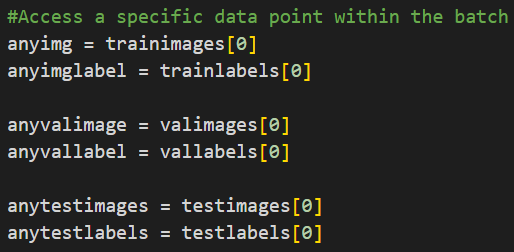 #Access a specific data point within the batch
anyimg = trainimages[0]
anyimglabel = trainlabels[0]
anyvalimage = valimages[0]
anyvallabel = vallabels[0]
anytestimages = testimages[0]
anytestlabels = testlabels[0]